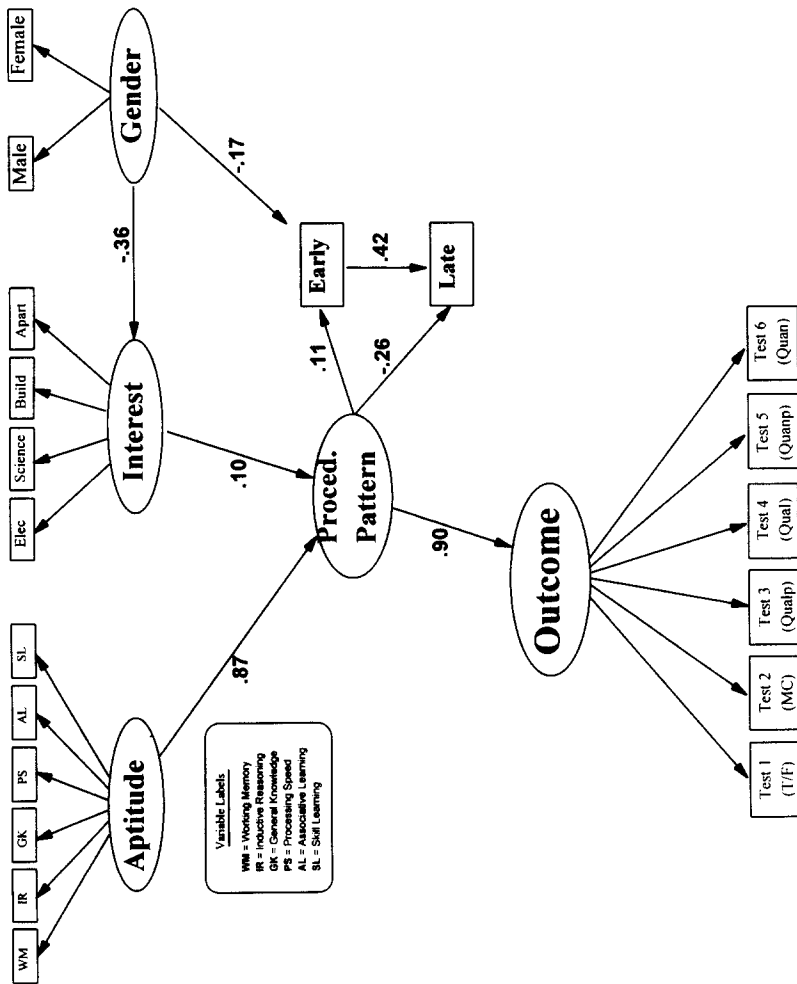 WM
IR
GK
PS
AL
SL
Elec
Science
Build
Apart
Male
Female
Aptitude
Interest
Gender
-.36
-.17
.87
.10
Variable Labels
WM = Working Memory
IR = Inductive Reasoning
GK = General Knowledge
PS = Processing Speed
AL = Associative Learning
SL = Skill Learning
Proced.
Pattern
.11
-.26
Early
.42
Late
.90
Outcome
Test 1
(T/F)
Test 2
(MC)
Test 3
(Qualp)
Test 4
(Qual)
Test 5
(Quanp)
Test 6
(Quan)